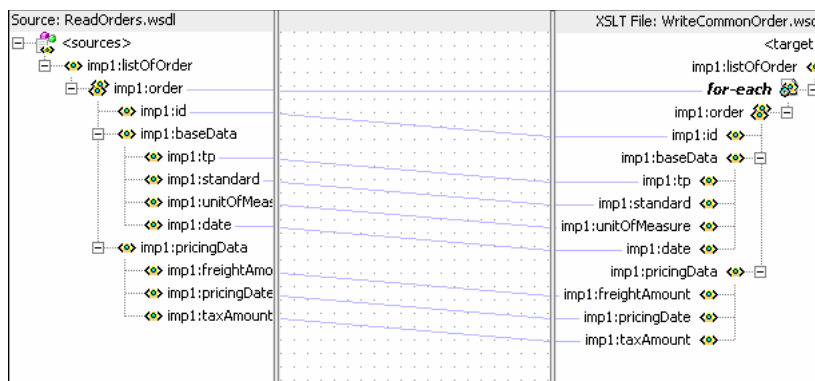 Source: ReadOrders.wsdl
XSLT File: WriteCommonOrder.wsd
<sources>
<target
imp1:listOfOrder
imp1:listOfOrder
imp1:order
for-each
imp1:order
imp1:id
imp1:id
imp1:baseData
imp1:baseData
imp1:tp
imp1:tp
imp1:standard
imp1:standard
imp1:unitOfMeas
imp1:unitOfMeasure
imp1:date
imp1:date
imp1:pricingData
imp1:pricingData
imp1:freightAmo
imp1:freightAmount
imp1:pricingDate
imp1:pricingDate
imp1:taxAmount
imp1:taxAmount